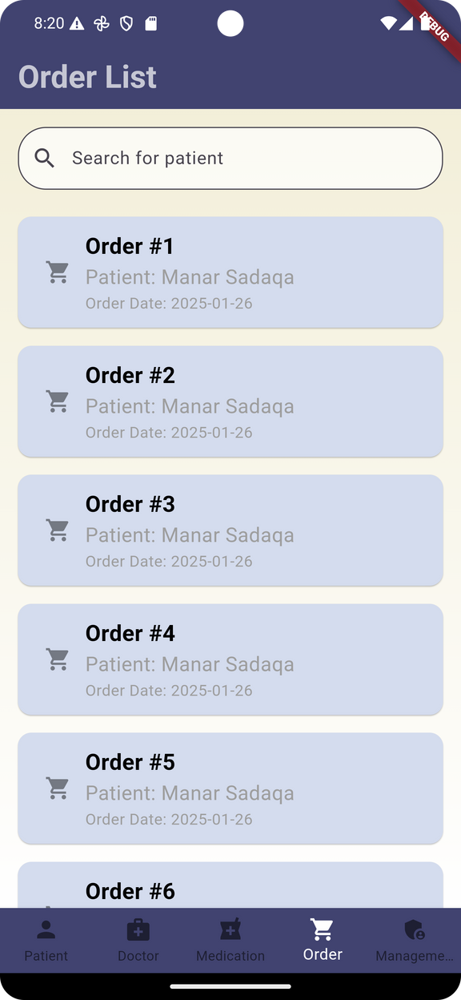 8:20
DEBUG
Order List
Search for patient
Order #1
Patient: Manar Sadaqa
Order Date: 2025-01-26
Order #2
Patient: Manar Sadaqa
Order Date: 2025-01-26
Order #3
Patient: Manar Sadaqa
Order Date: 2025-01-26
Order #4
Patient: Manar Sadaqa
Order Date: 2025-01-26
Order #5
Patient: Manar Sadaqa
Order Date: 2025-01-26
Order #6
Patient Doctor Medication Order Manageme...